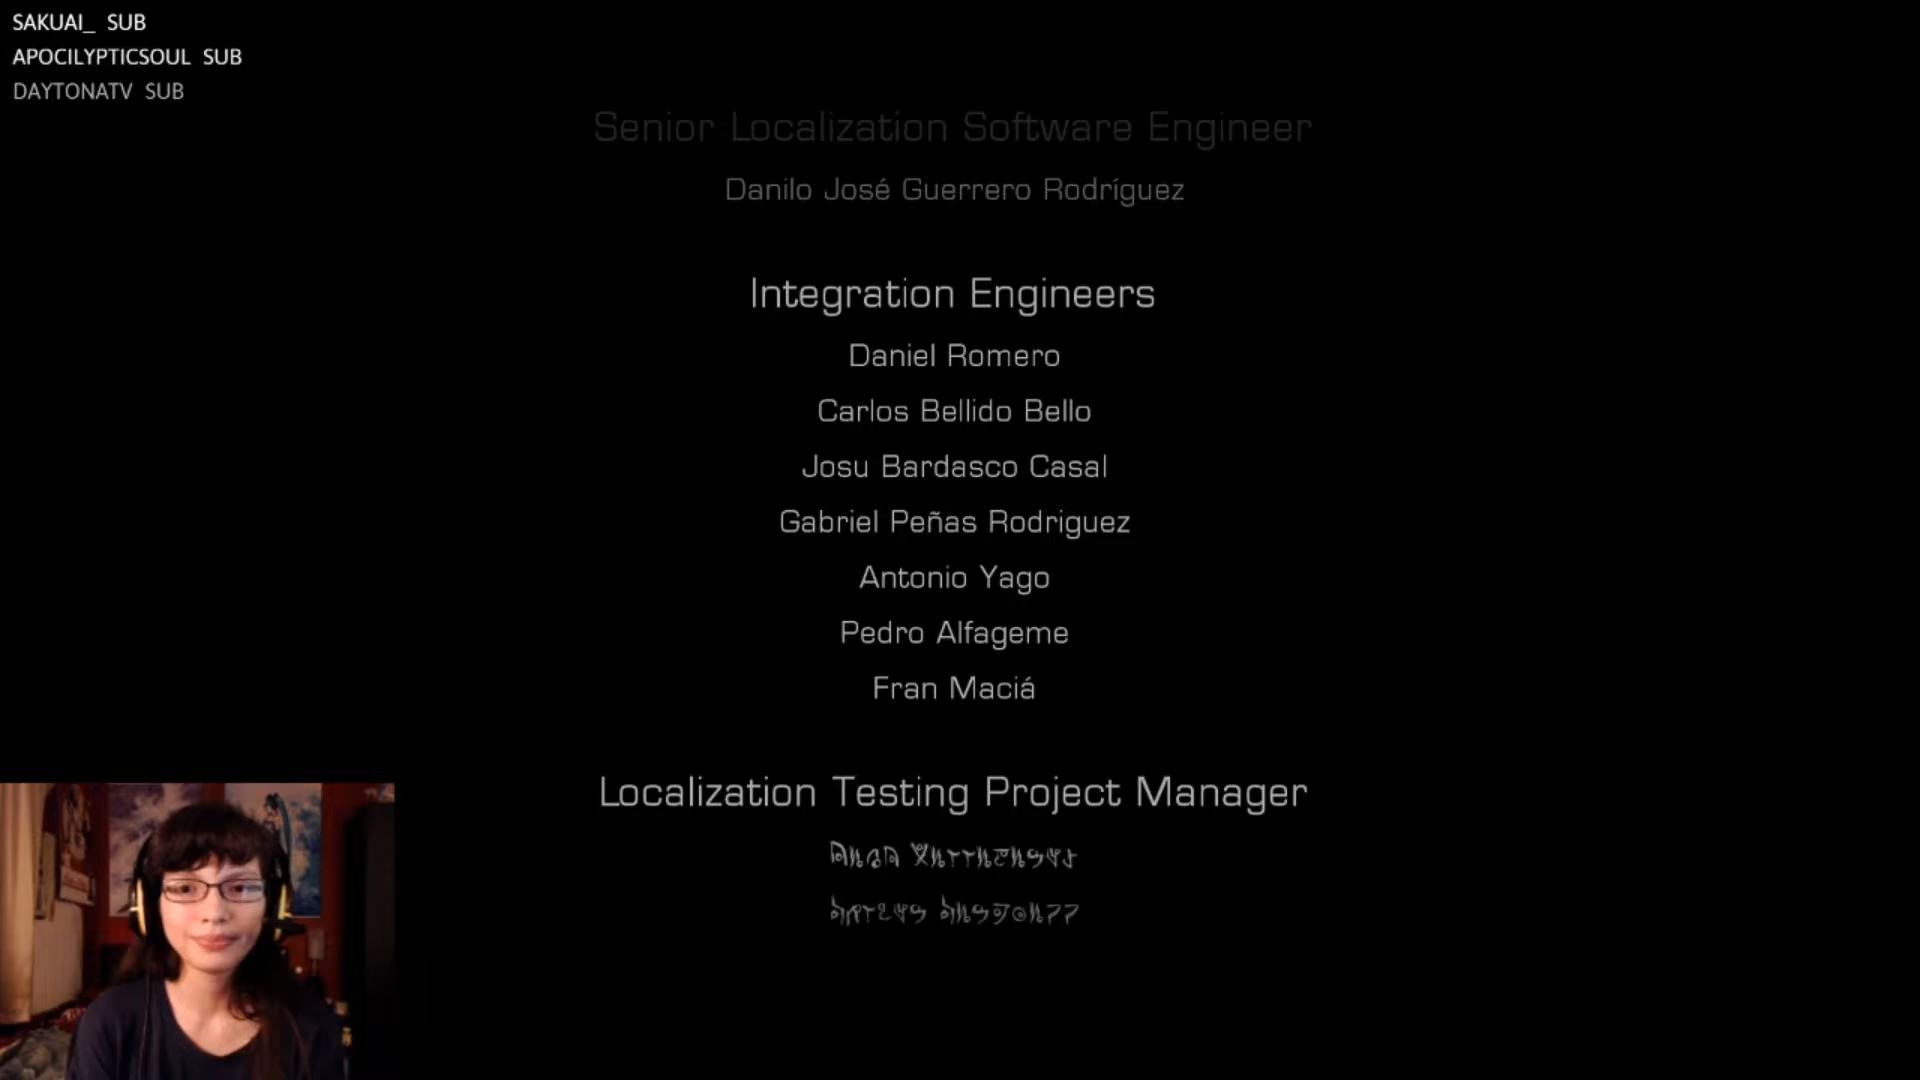 SAKUAI_ SUB
APOCILYPTICSOUL SUB
DAYTONATV SUB
Senior Localization Software Engineer
Danilo José Guerrero Rodríguez
Integration Engineers
Daniel Romero
Carlos Bellido Bello
Josu Bardasco Casal
Gabriel Peñas Rodriguez
Antonio Yago
Pedro Alfageme
Fran Maciá
Localization Testing Project Manager